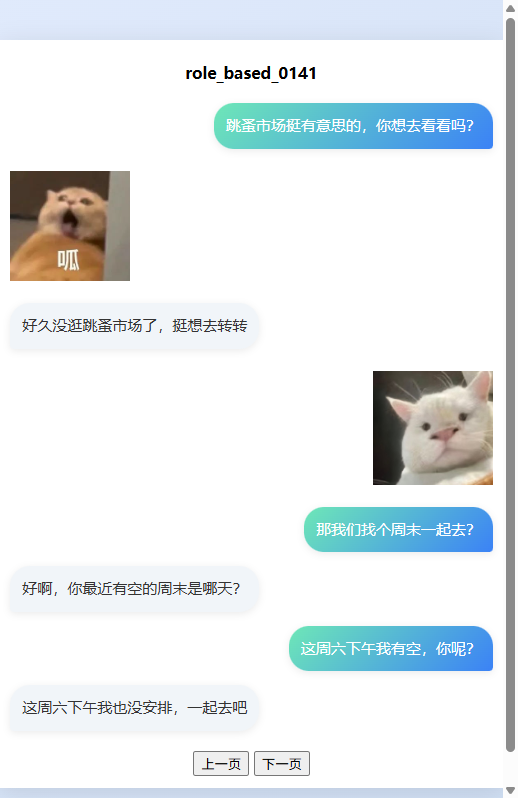 role_based_0141
跳蚤市场挺有意思的，你想去看看吗？
呱
好久没逛跳蚤市场了，挺想去转转
那我们找个周末一起去？
好啊，你最近有空的周末是哪天？
这周六下午我有空，你呢？
这周六下午我也没安排，一起去吧
上一页 下一页